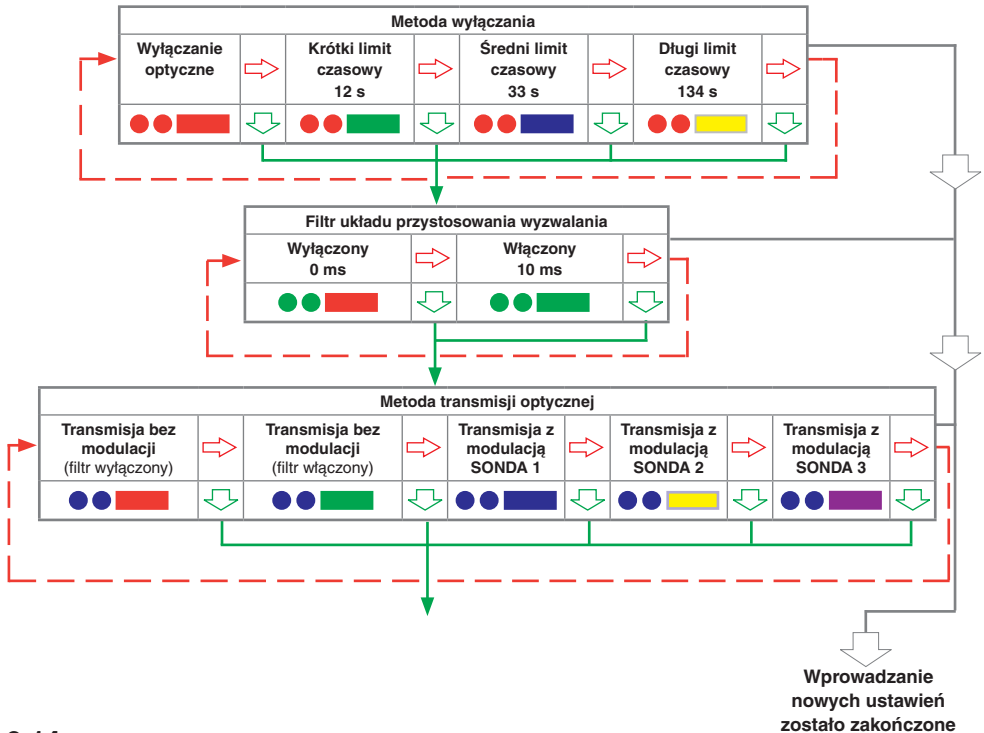 Metoda wyłączania
Wyłączanie
optyczne
Krótki limit
czasowy
12 s
Średni limit
czasowy
33 s
Długi limit
czasowy
134 s
Filtr układu przystosowania wyzwalania
Wyłączony
0 ms
Włączony
10 ms
Metoda transmisji optycznej
Transmisja bez
modulacji
(filtr wyłączony)
Transmisja bez
modulacji
(filtr włączony)
Transmisja z
modulacją
SONDA 1
Transmisja z
modulacją
SONDA 2
Transmisja z
modulacją
SONDA 3
Wprowadzanie
nowych ustawień
zostało zakończone